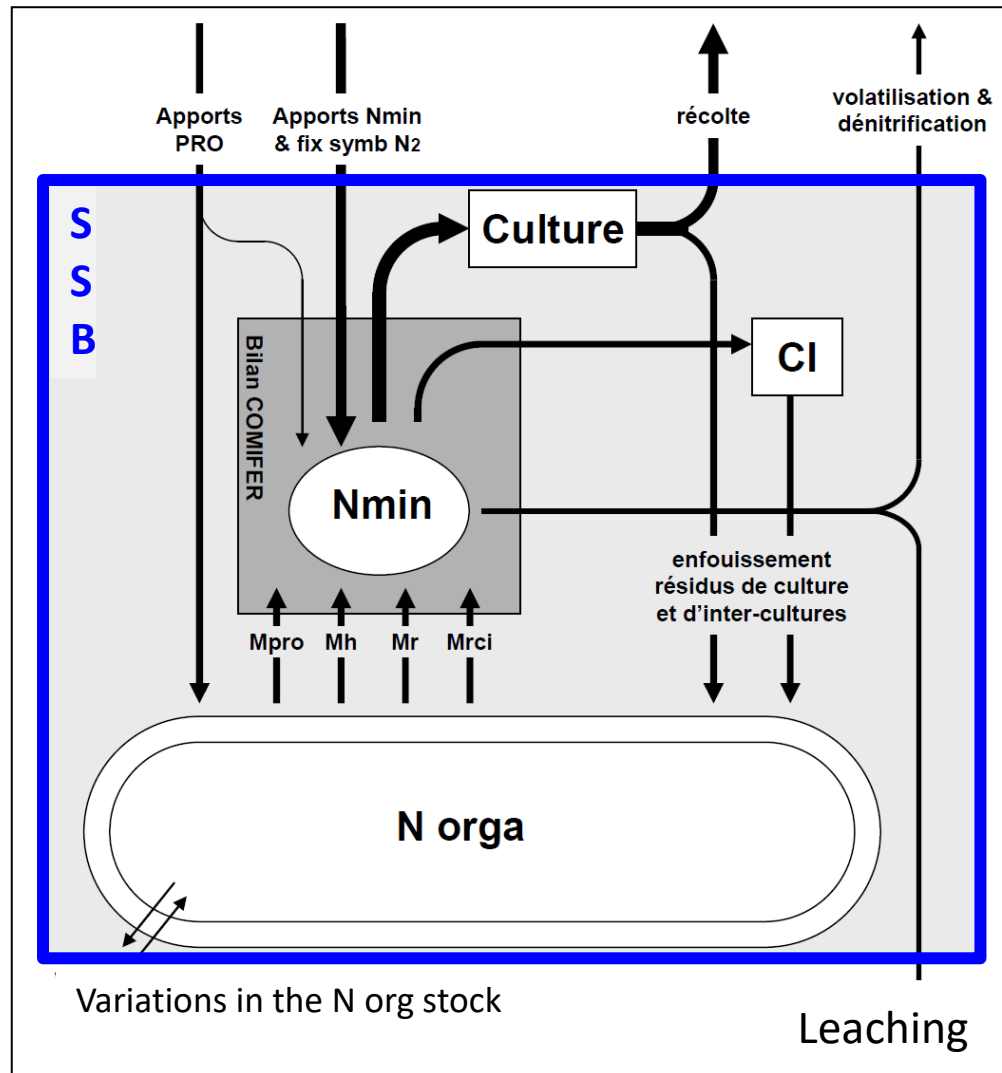 Apports
PRO
Apports Nmin
& fix symb N2
récolte
volatilisation &
dénitrification
S
S
B
Culture
CI
Bilan COMIFER
Nmin
enfouissement
résidus de culture
et d'inter-cultures
Mpro Mh Mr Mrci
N orga
Variations in the N org stock
Leaching